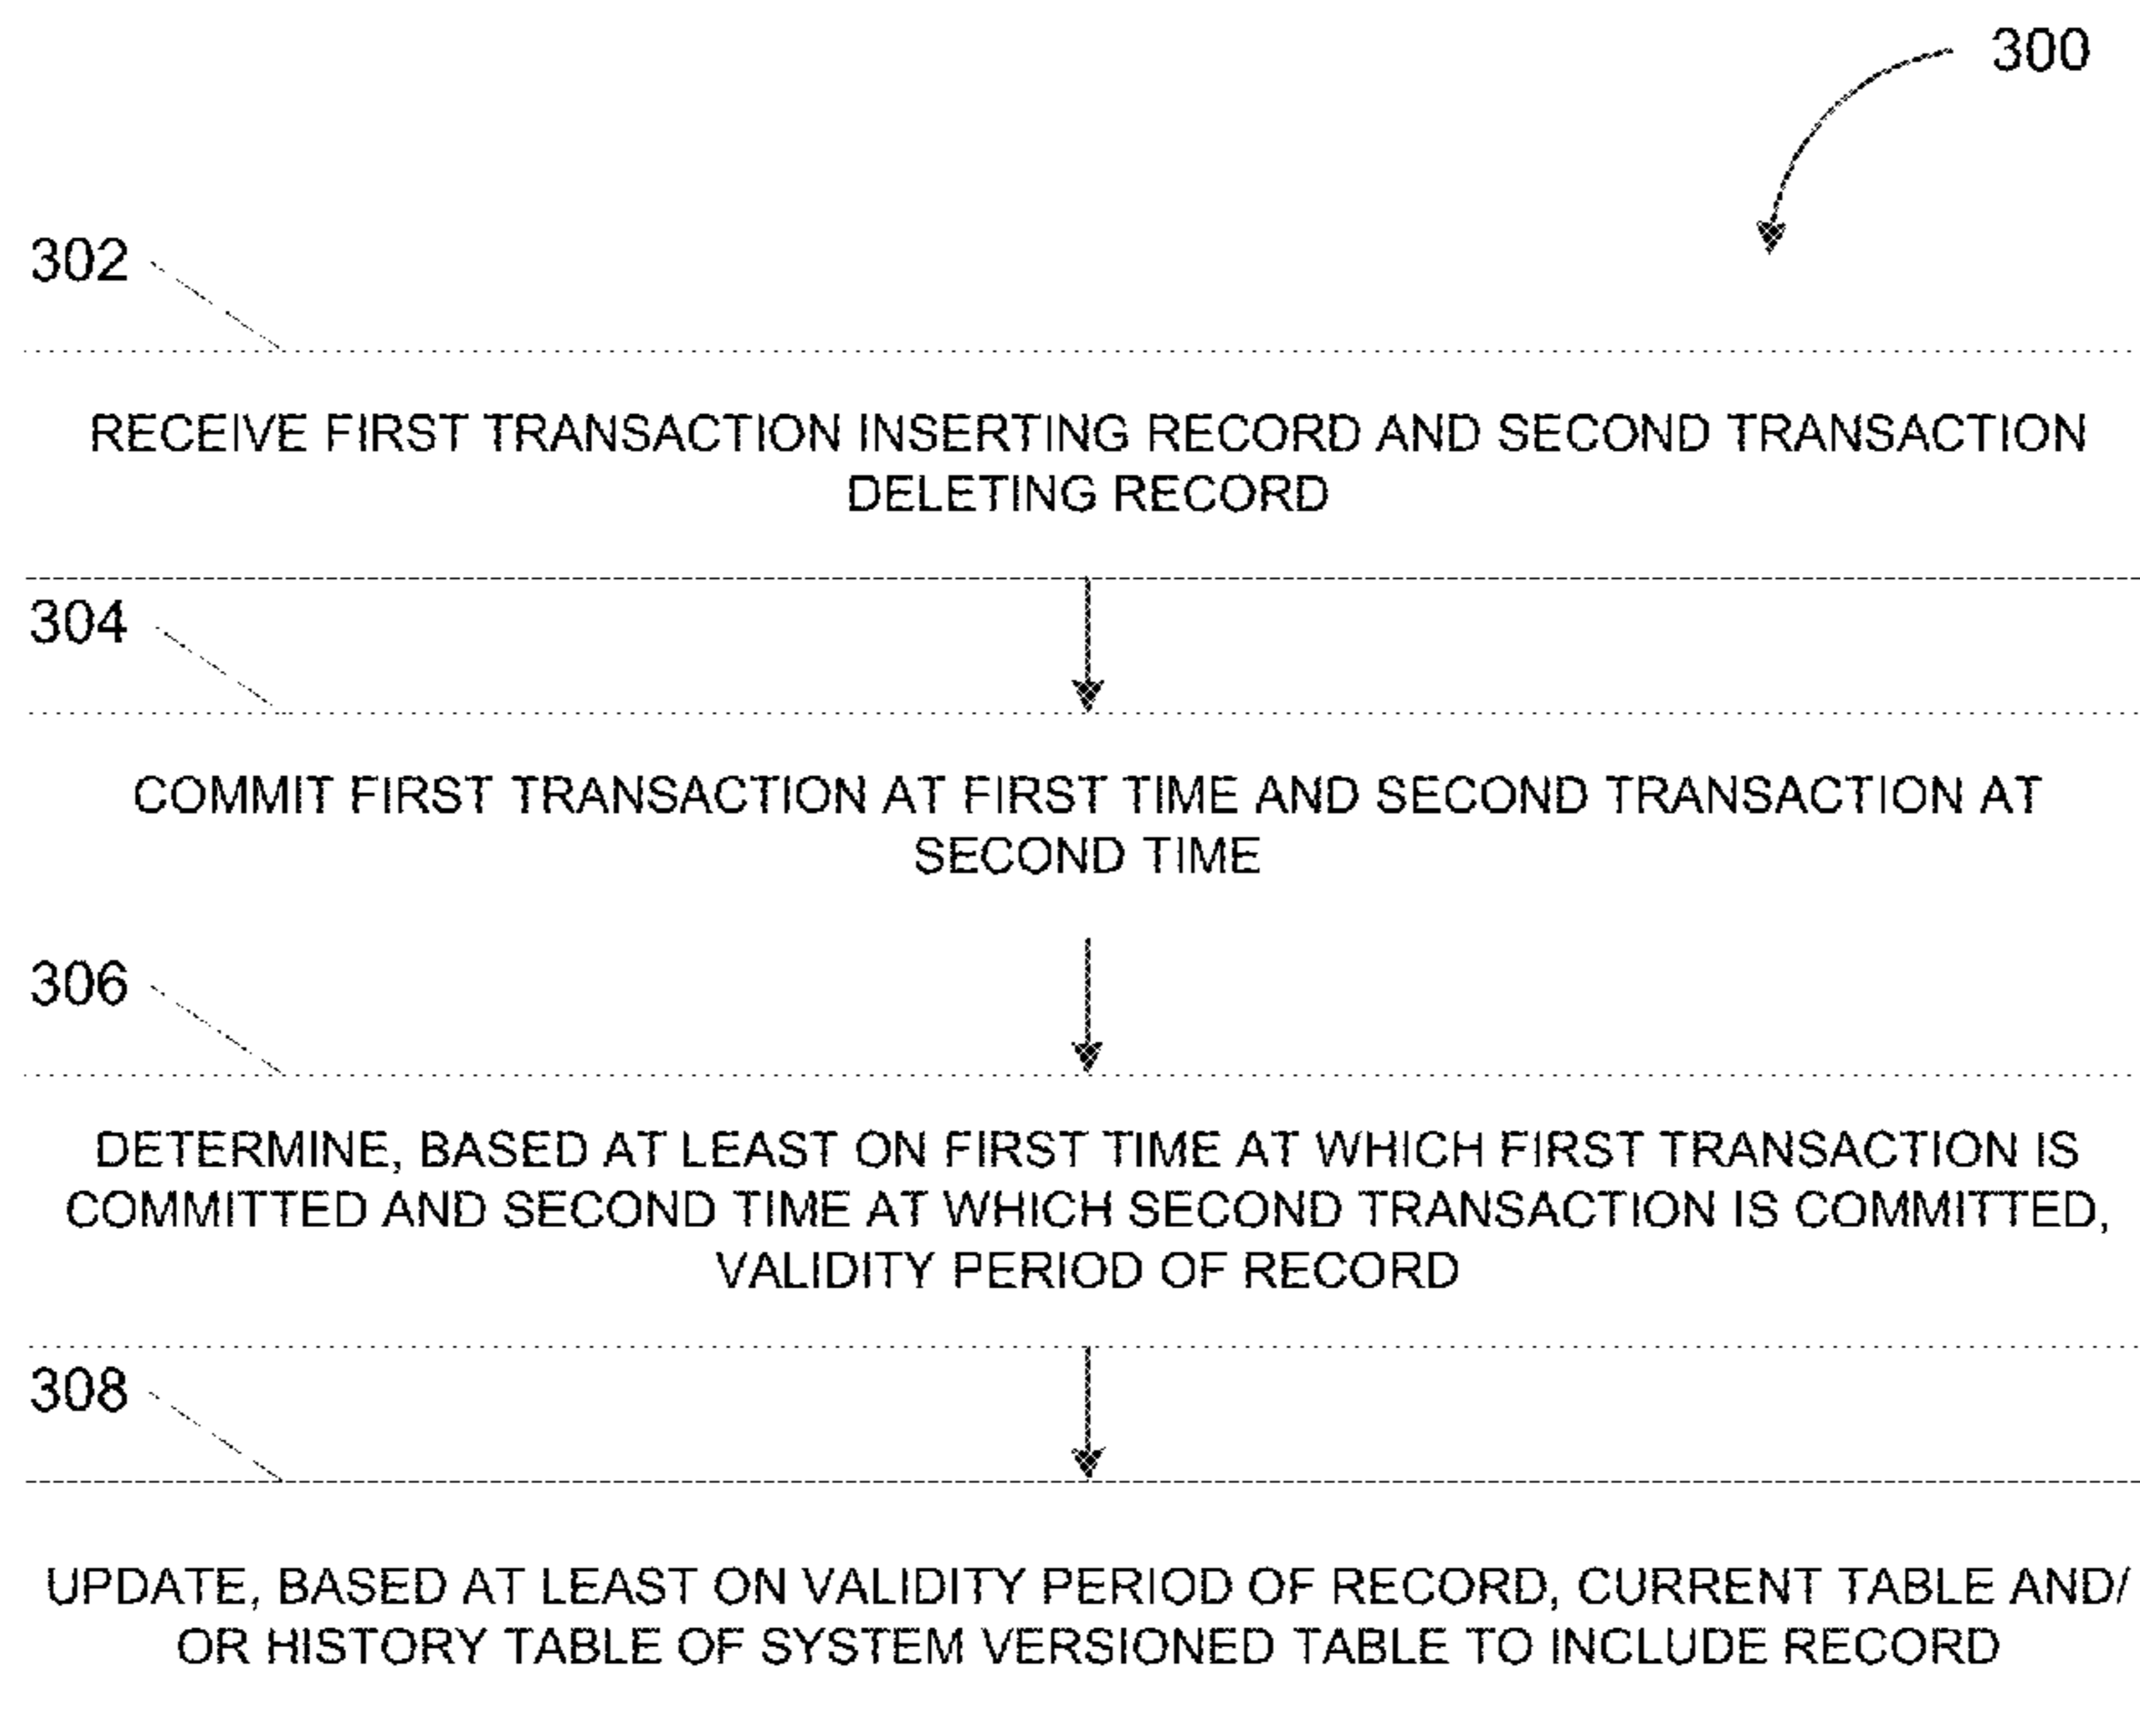 300
302
RECEIVE FIRST TRANSACTION INSERTING RECORD AND SECOND TRANSACTION
DELETING RECORD
304
COMMIT FIRST TRANSACTION AT FIRST TIME AND SECOND TRANSACTION AT
SECOND TIME
306
DETERMINE, BASED AT LEAST ON FIRST TIME AT WHICH FIRST TRANSACTION IS
COMMITTED AND SECOND TIME AT WHICH SECOND TRANSACTION IS COMMITTED,
VALIDITY PERIOD OF RECORD
308
UPDATE, BASED AT LEAST ON VALIDITY PERIOD OF RECORD, CURRENT TABLE AND/
OR HISTORY TABLE OF SYSTEM VERSIONED TABLE TO INCLUDE RECORD